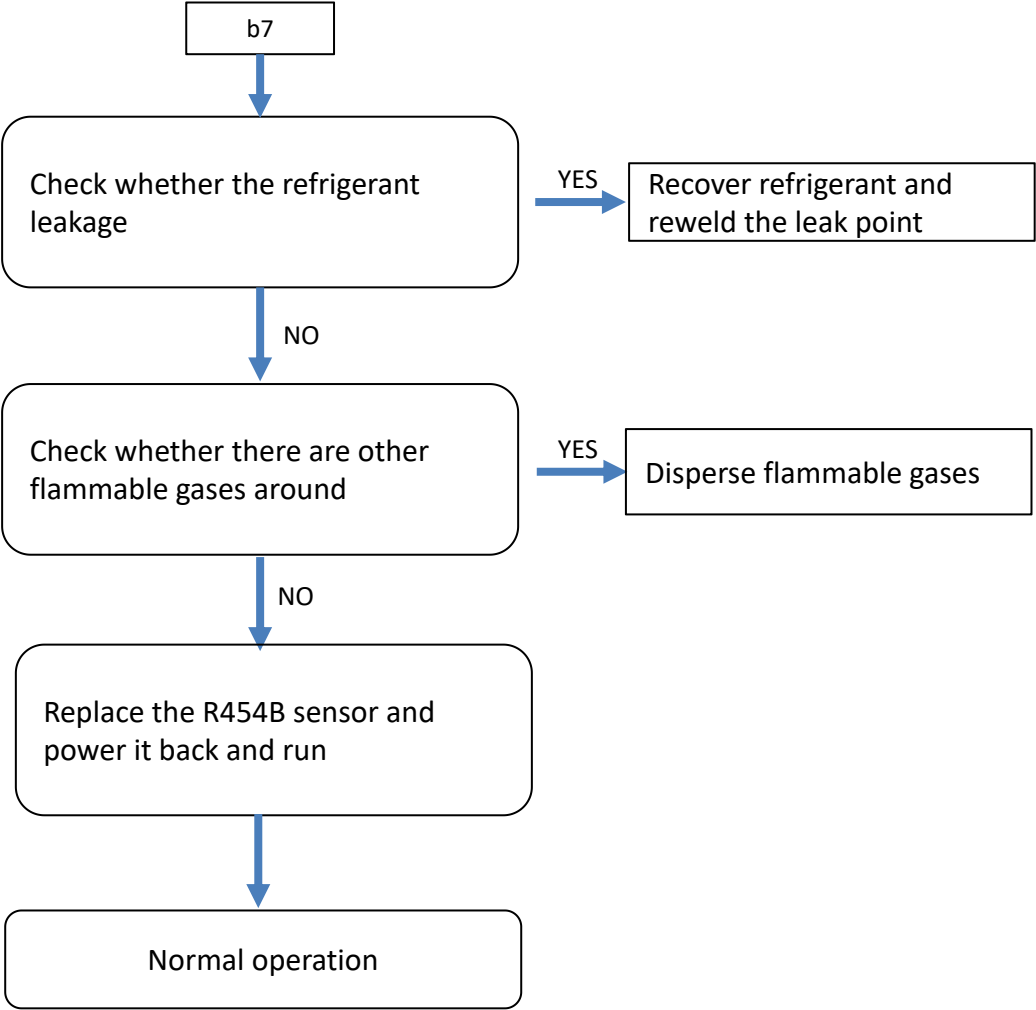 b7
Check whether the refrigerant
leakage
YES
Recover refrigerant and
reweld the leak point
NO
Check whether there are other
flammable gases around
YES
Disperse flammable gases
NO
Replace the R454B sensor and
power it back and run
Normal operation